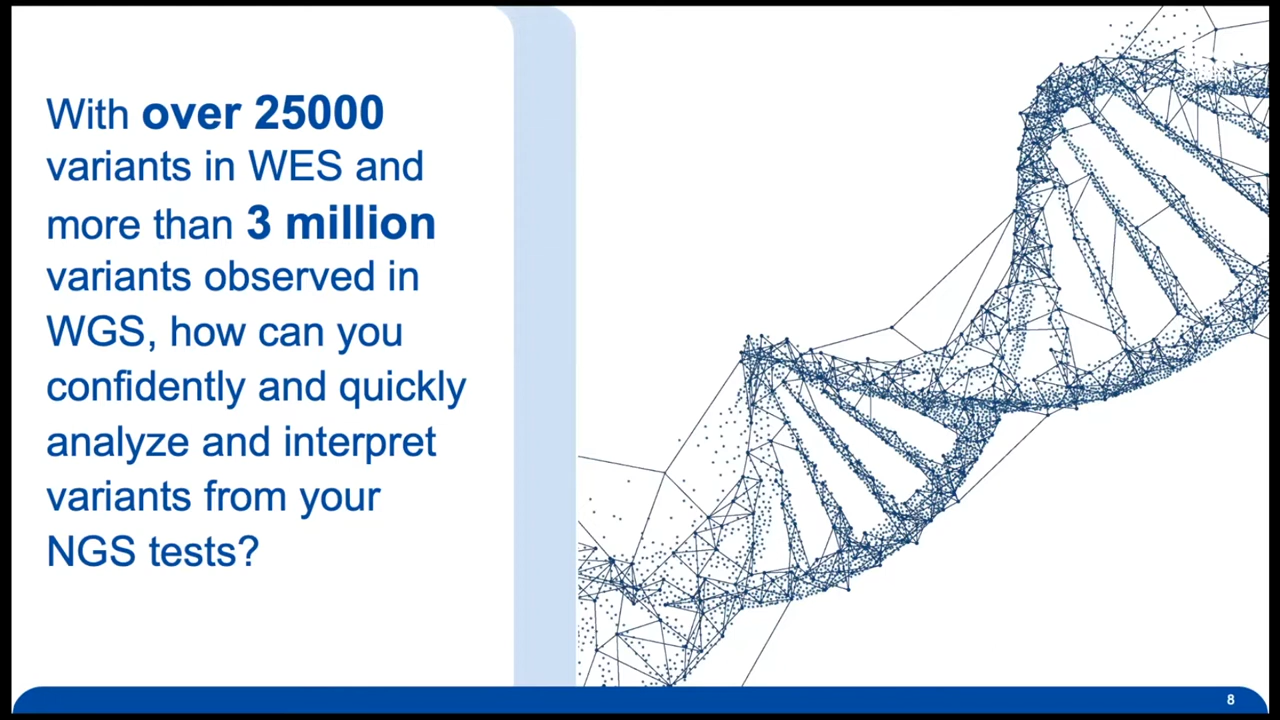 With over 25000
variants in WES and
more than 3 million
variants observed in
WGS, how can you
confidently and quickly
analyze and interpret
variants from your
NGS tests?
8